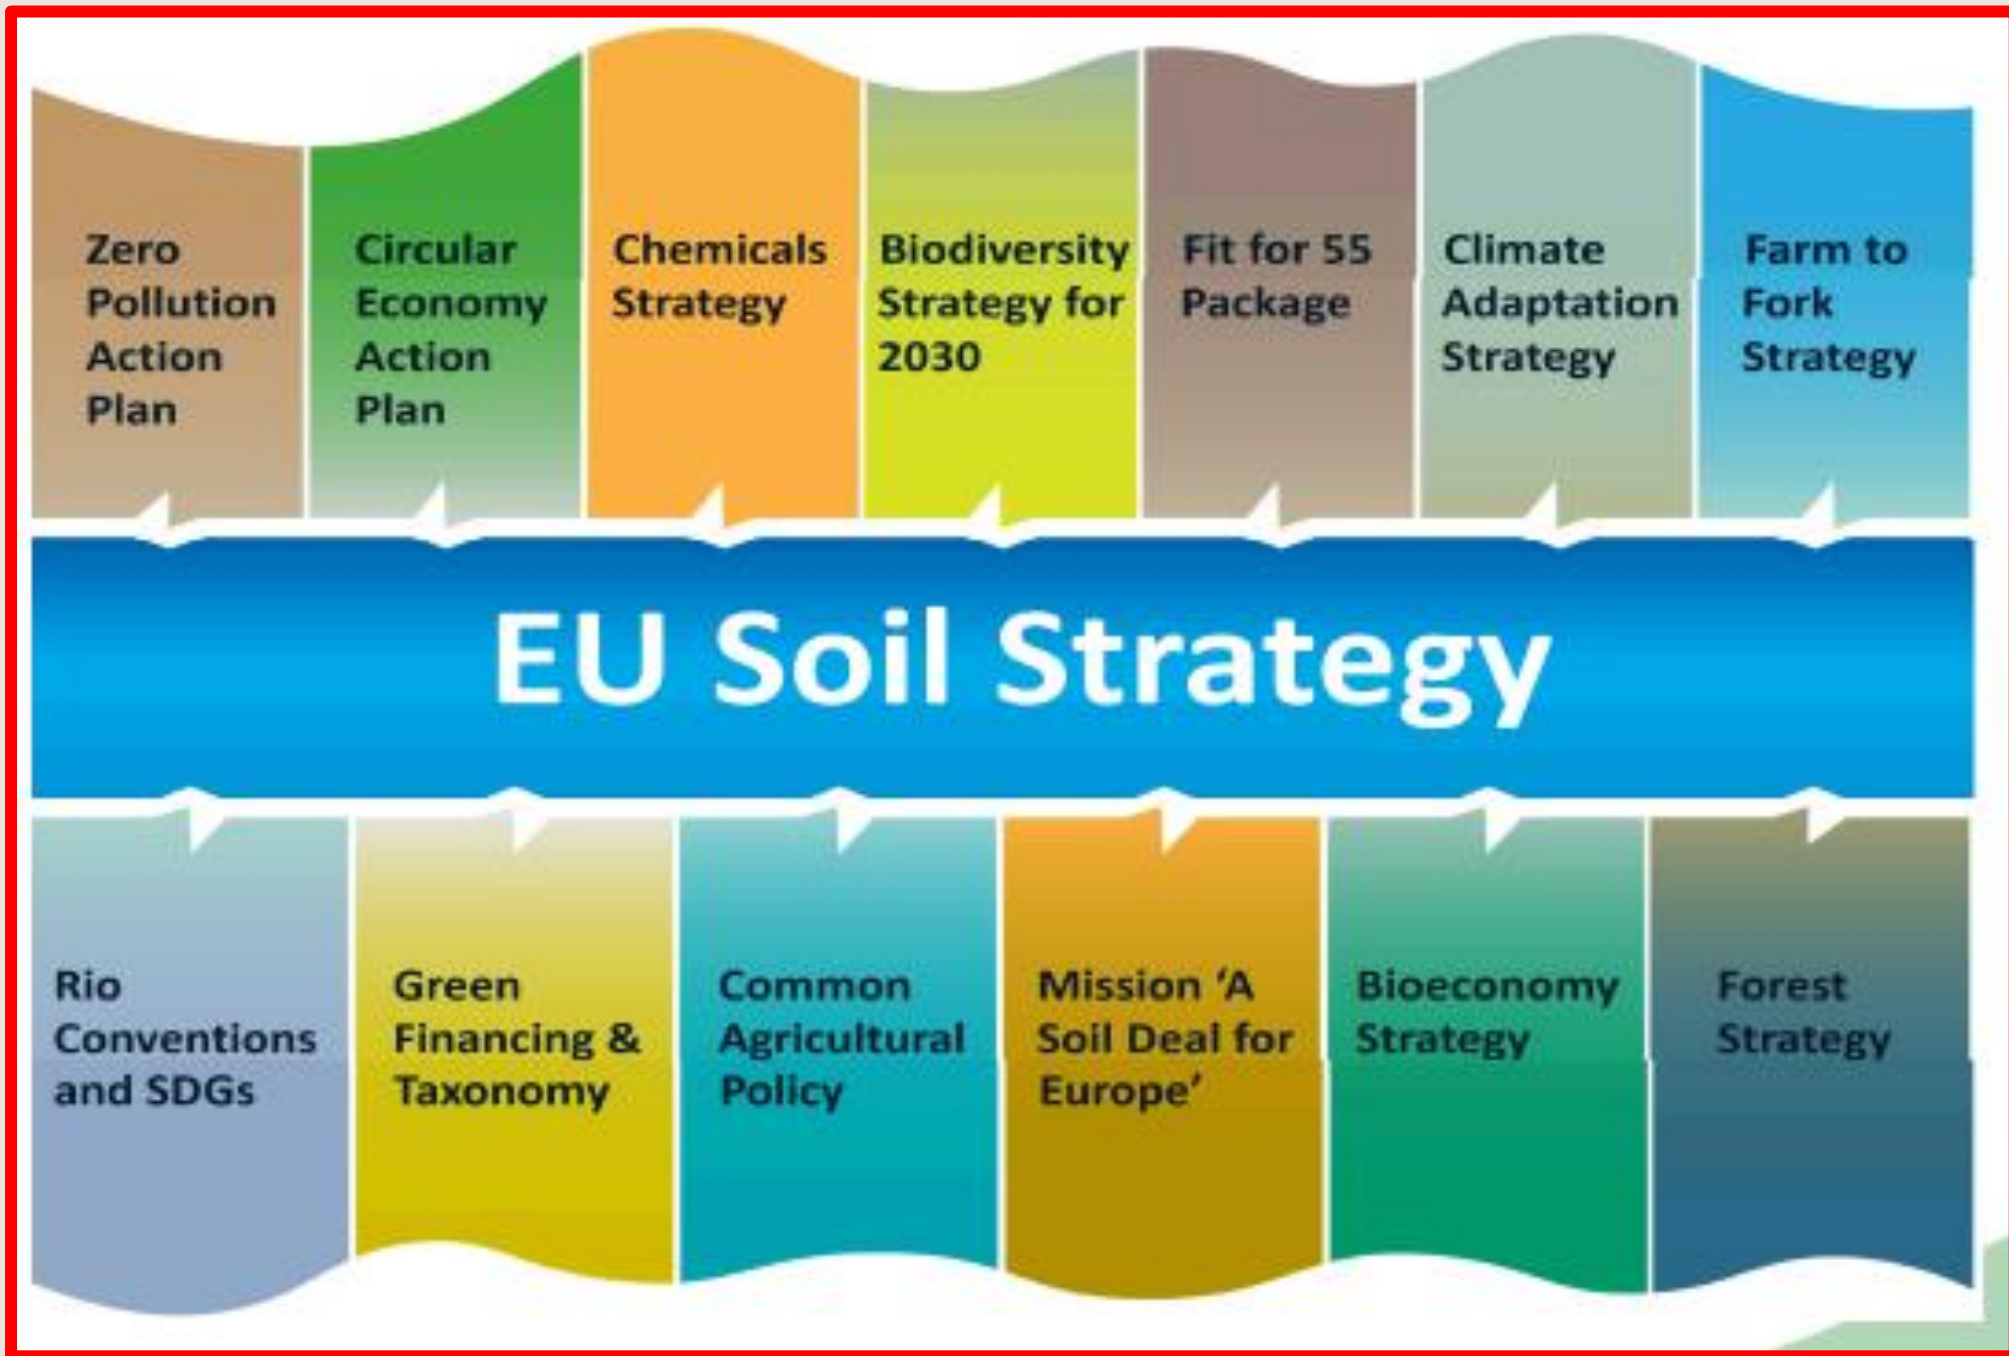 Zero
Pollution
Action
Plan
Circular
Economy
Action
Plan
Chemicals
Strategy
Biodiversity
Strategy for
2030
Fit for 55
Package
Climate
Adaptation
Strategy
Farm to
Fork
Strategy
EU Soil Strategy
Rio
Conventions
and SDGs
Green
Financing &
Taxonomy
Common
Agricultural
Policy
Mission ‘A
Soil Deal for
Europe’
Bioeconomy
Strategy
Forest
Strategy